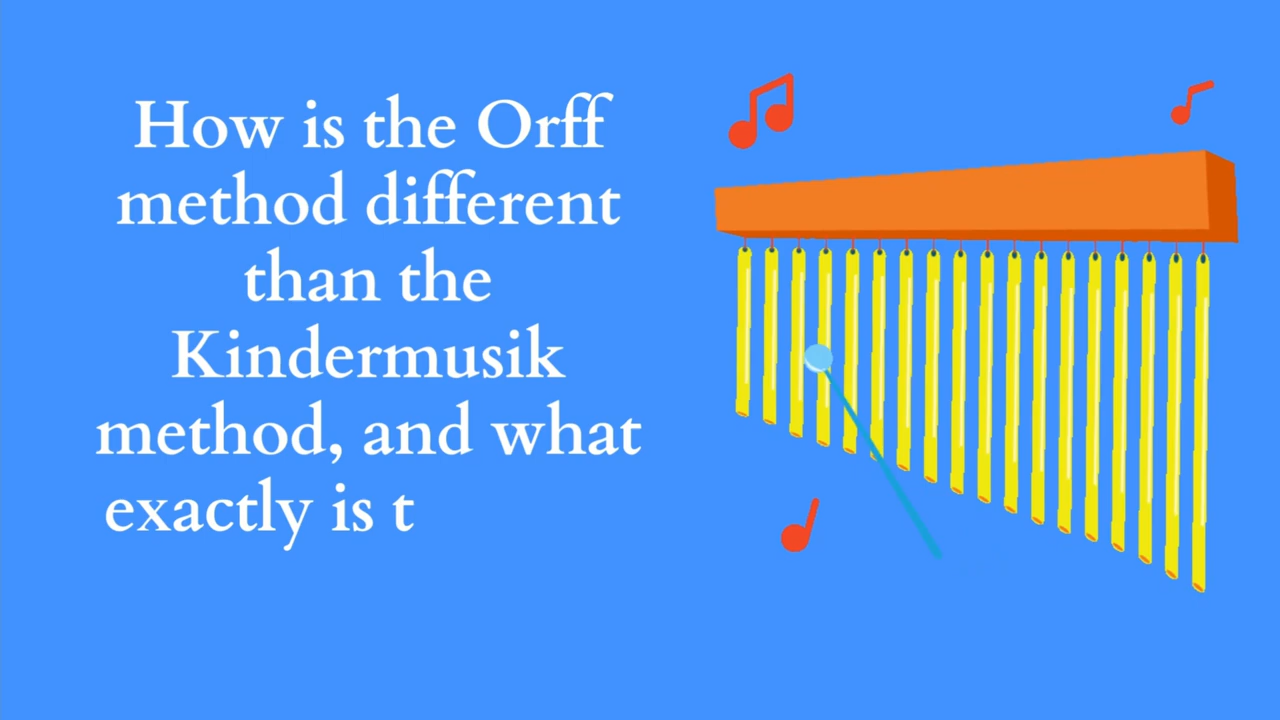 How is the Orff
method different
than the
Kindermusik
method, and what
exactly is t